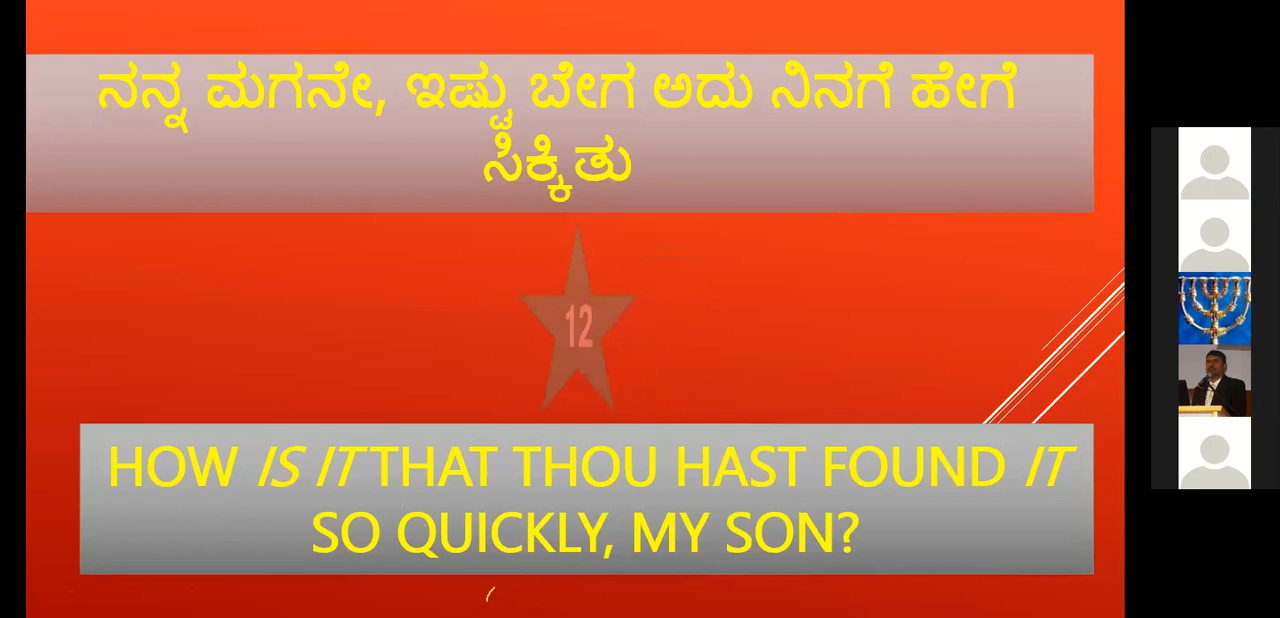 ನನ್ನ ಮಗನೇ, ಇಷ್ಟು ಬೇಗ ಅದು ನಿನಗೆ ಹೇಗೆ
ಸಿಕ್ಕಿತು
12
HOW IS IT THAT THOU HAST FOUND IT
SO QUICKLY, MY SON?